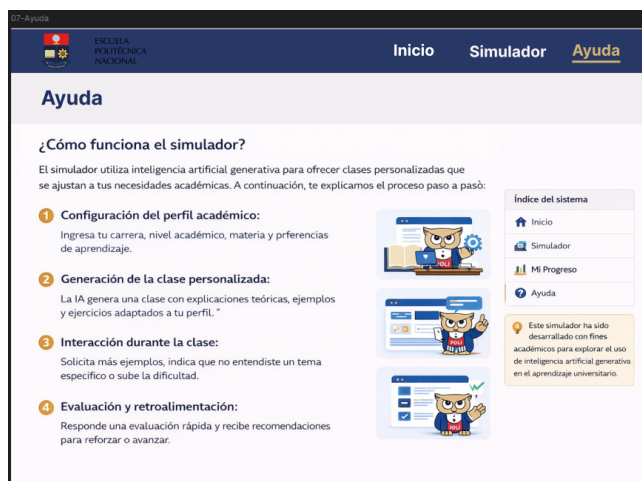 07-Ayuda
ESCUELA
POLITÉCNICA
NACIONAL
Inicio
Simulador
Ayuda
Ayuda
¿Cómo funciona el simulador?
El simulador utiliza inteligencia artificial generativa para ofrecer clases personalizadas que
se ajustan a tus necesidades académicas. A continuación, te explicamos el proceso paso a pasò:
1 Configuración del perfil académico:
Ingresa tu carrera, nivel académico, materia y prferencias
de aprendizaje.
2 Generación de la clase personalizada:
La IA genera una clase con explicaciones teóricas, ejemplos
y ejercicios adaptados a tu perfil. "
3 Interacción durante la clase:
Solicita más ejemplos, indica que no entendiste un tema
especifico o sube la dificultad.
4 Evaluación y retroalimentación:
Responde una evaluación rápida y recibe recomendaciones
para reforzar o avanzar.
POLI
POLI
POLI
Índice del sistema
Inicio
Simulador
Mi Progreso
? Ayuda
Este simulador ha sido
desarrallado con fines
académicos para explorar el uso
de inteligencia artificial generativa
en el aprendizaje universitario.